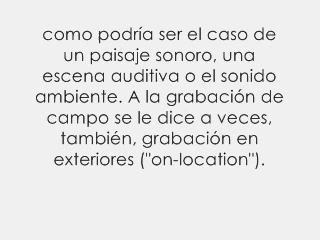 como podría ser el caso de
un paisaje sonoro, una
escena auditiva o el sonido
ambiente. A la grabación de
campo se le dice a veces,
también, grabación en
exteriores ("on-location").